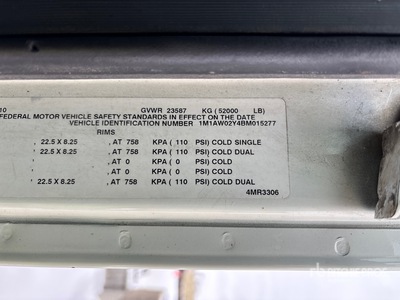 10 GVWR 23587 KG ( 52000 LB)
FEDERAL MOTOR VEHICLE SAFETY STANDARDS IN EFFECT ON THE DATE
VEHICLE IDENTIFICATION NUMBER 1M1AW02Y4BM015277
RIMS
' 22.5 X 8.25 , AT 758 KPA ( 110 PSI) COLD SINGLE
' 22.5 X 8.25 , AT 758 KPA ( 110 PSI) COLD DUAL
' , AT 0 KPA ( 0 PSI) COLD
' , AT 0 KPA ( 0 PSI) COLD
' 22.5 X 8.25 , AT 758 KPA ( 110 PSI) COLD DUAL
4MR3306